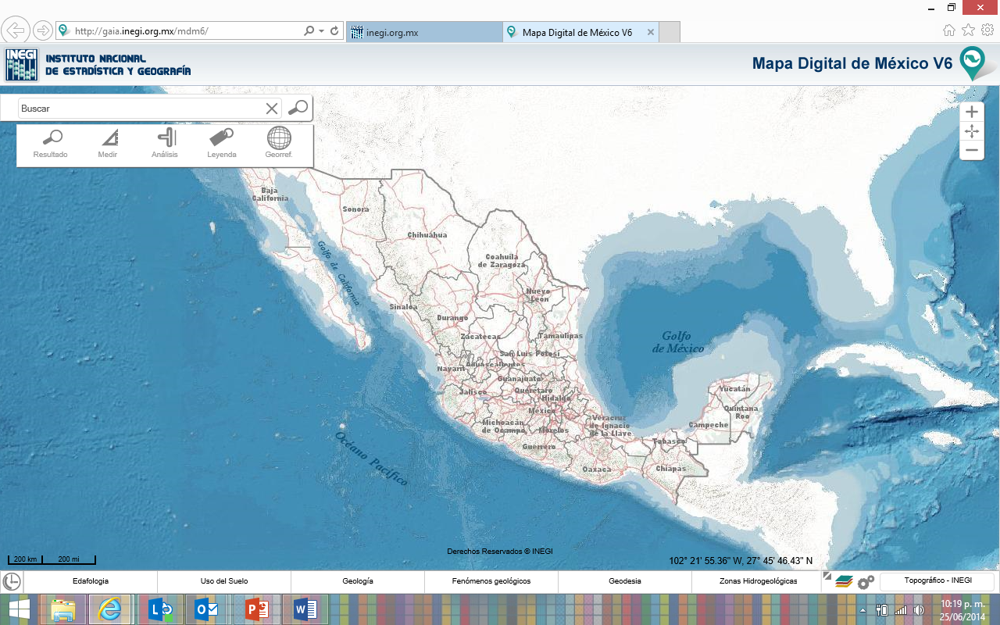 http://gaia.inegi.org.mx/mdm6/
inegi.org.mx
Mapa Digital de México V6
INEGI
INSTITUTO NACIONAL
DE ESTADÍSTICA Y GEOGRAFÍA
Mapa Digital de México V6
Buscar
Resultado
Medir
Análisis
Leyenda
Georref.
Baja
California
Sonora
Chihuahua
Coahuila
de Zaragoza
Golfo de California
Nuevo
León
Sinaloa
Durango
Zacatecas
Tamaulipas
San Luis Potosí
Golfo
de México
Nayarit
Aguascalientes
Guanajuato
Jalisco
Querétaro
Hidalgo
México
Yucatán
Quintana
Roo
Campeche
Michoacán
de Ocampo
Morelos
Veracruz
de Ignacio
de la Llave
Tabasco
Guerrero
Oaxaca
Chiapas
Océano Pacífico
200 km
200 mi
Derechos Reservados © INEGI
102° 21' 55.36" W, 27° 45' 46.43" N
Edafologia
Uso del Suelo
Geología
Fenómenos geológicos
Geodesia
Zonas Hidrogeológicas
Topográfico - INEGI
10:19 p. m.
25/06/2014